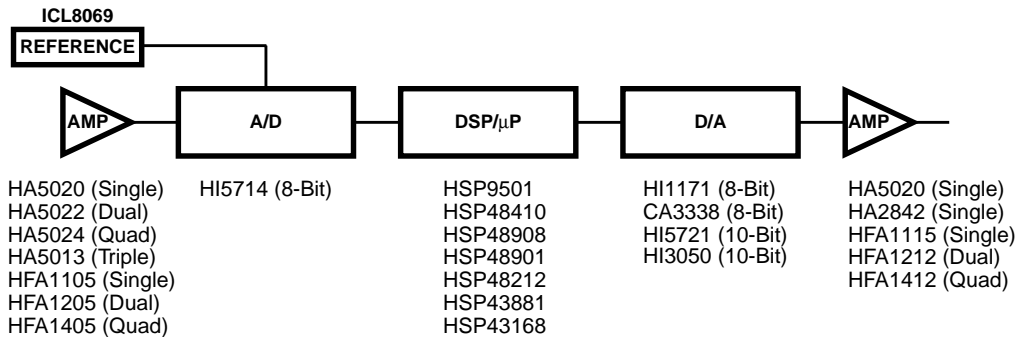 ICL8069
REFERENCE
AMP
A/D
DSP/μP
D/A
AMP
HA5020 (Single)
HA5022 (Dual)
HA5024 (Quad)
HA5013 (Triple)
HFA1105 (Single)
HFA1205 (Dual)
HFA1405 (Quad)
HI5714 (8-Bit)
HSP9501
HSP48410
HSP48908
HSP48901
HSP48212
HSP43881
HSP43168
HI1171 (8-Bit)
CA3338 (8-Bit)
HI5721 (10-Bit)
HI3050 (10-Bit)
HA5020 (Single)
HA2842 (Single)
HFA1115 (Single)
HFA1212 (Dual)
HFA1412 (Quad)